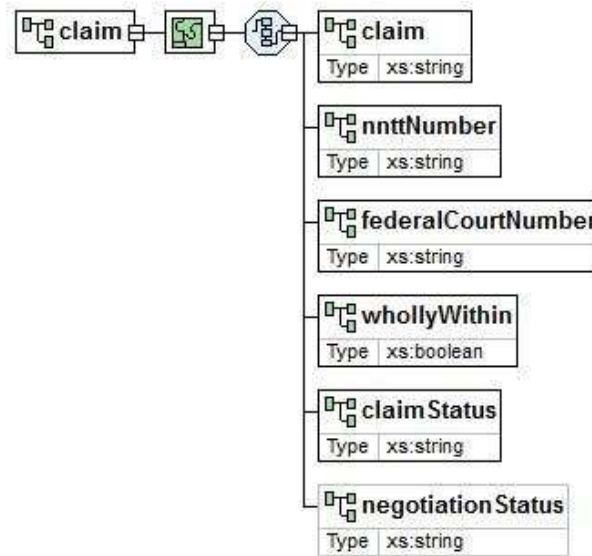 claim
claim
Type xs:string
nnttNumber
Type xs:string
federalCourtNumber
Type xs:string
whollyWithin
Type xs:boolean
claimStatus
Type xs:string
negotiationStatus
Type xs:string